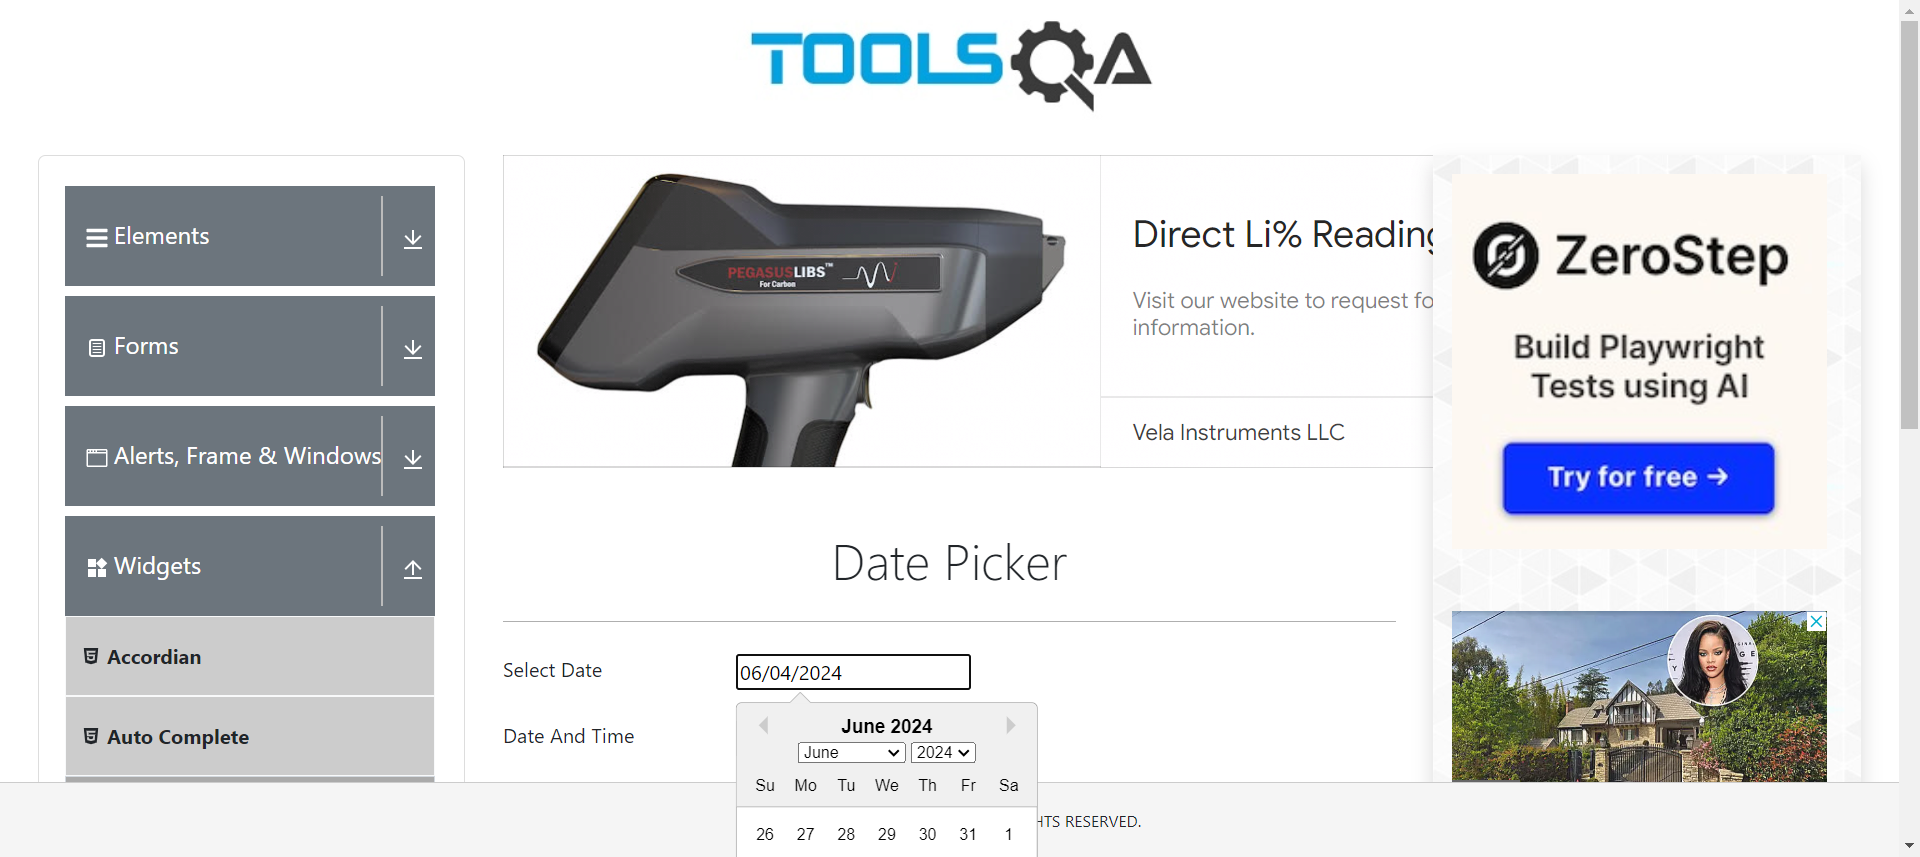 TOOLSQA
Elements
Forms
Alerts, Frame & Windows
Widgets
Accordian
Auto Complete
PEGASUSLIBS™
For Carbon
Direct Li% Reading
Visit our website to request fo
information.
Vela Instruments LLC
ZeroStep
Build Playwright
Tests using AI
Try for free →
Date Picker
Select Date
06/04/2024
Date And Time
June 2024
June 2024
Su Mo Tu We Th Fr Sa
26 27 28 29 30 31 1
HTS RESERVED.